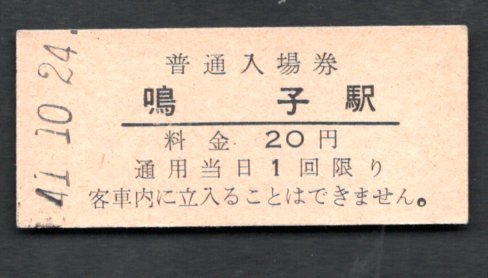 41.10.24
普通入場券
鳴子駅
料金 20円
通用当日1回限り
客車内に立入ることはできません。